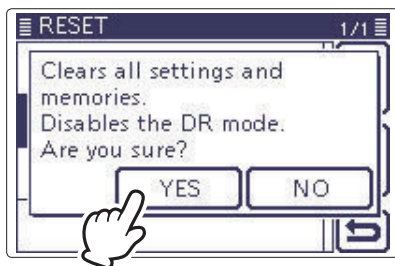 RESET 1/1
Clears all settings and
memories.
Disables the DR mode.
Are you sure?
YES NO